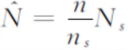 N̂ = n / n_s N_s